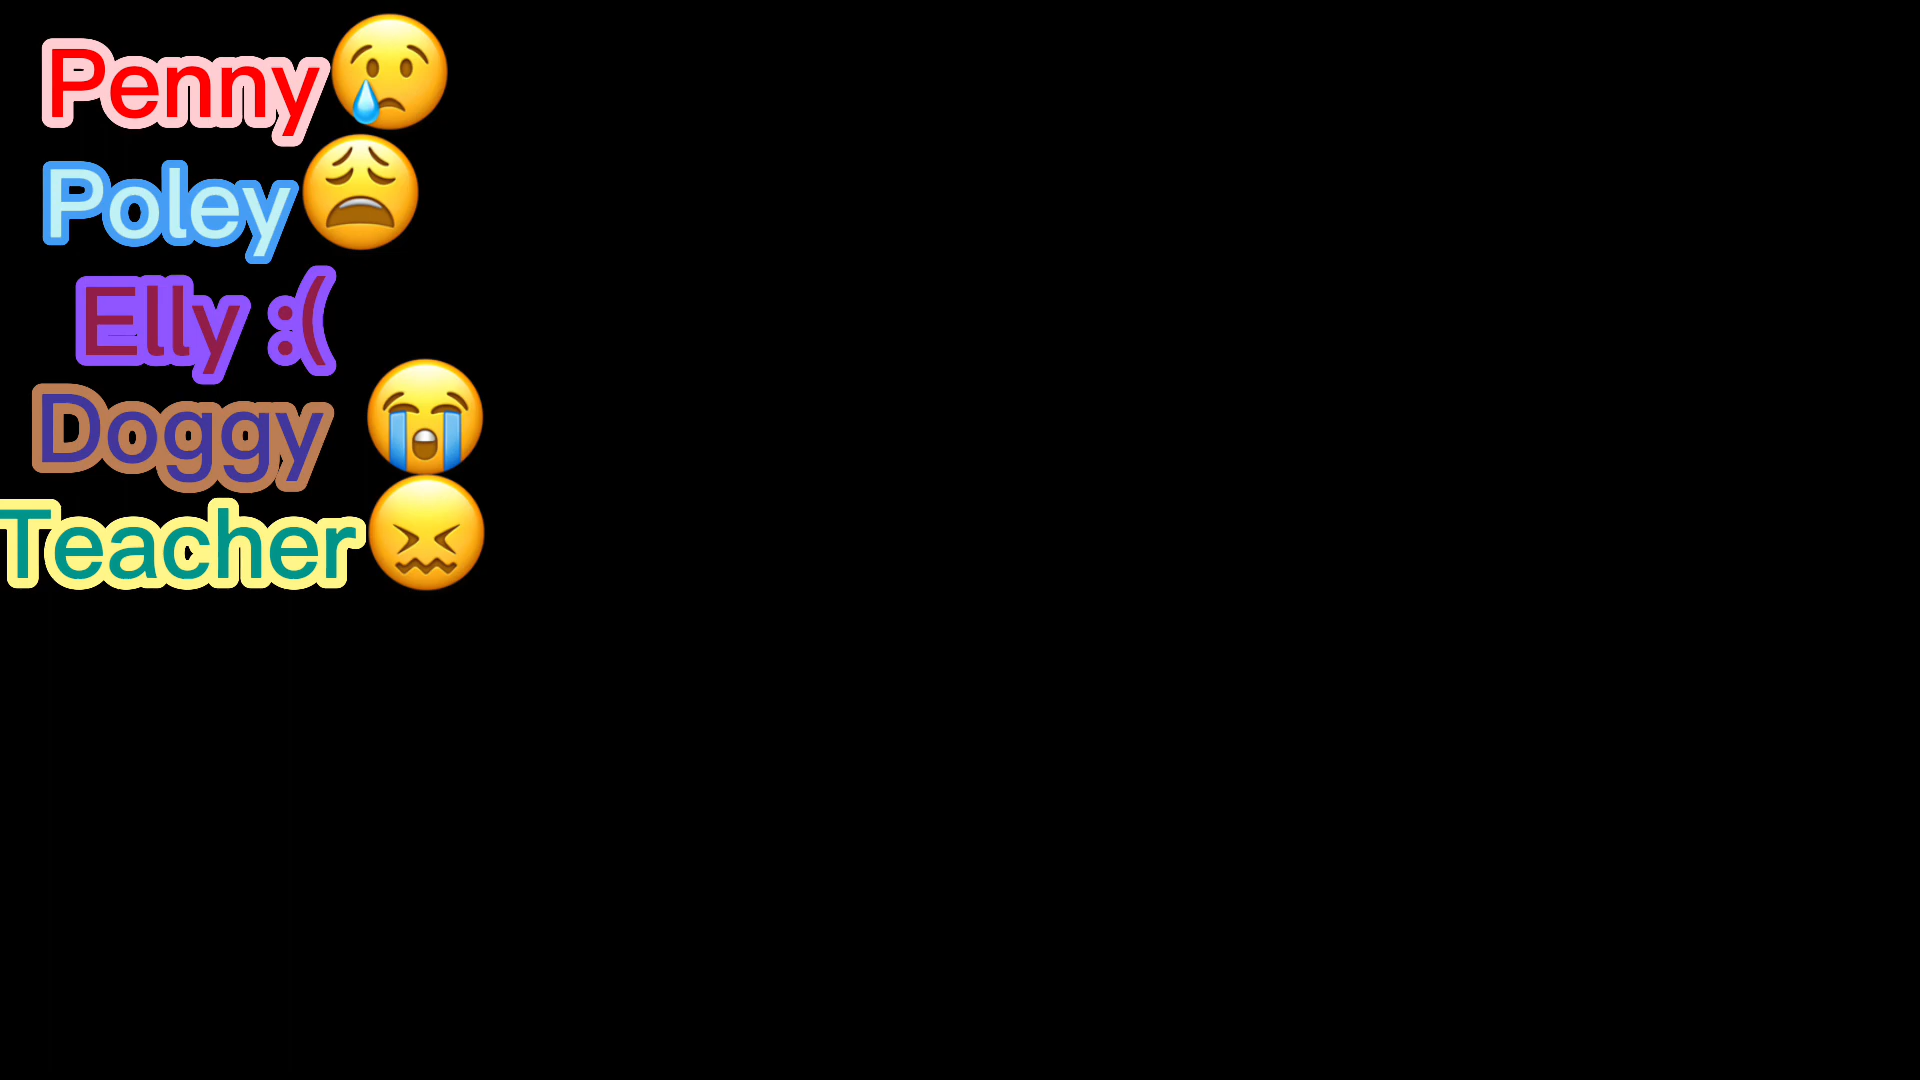 Penny😢
Poley😩
Elly :(
Doggy 😭
Teacher😖